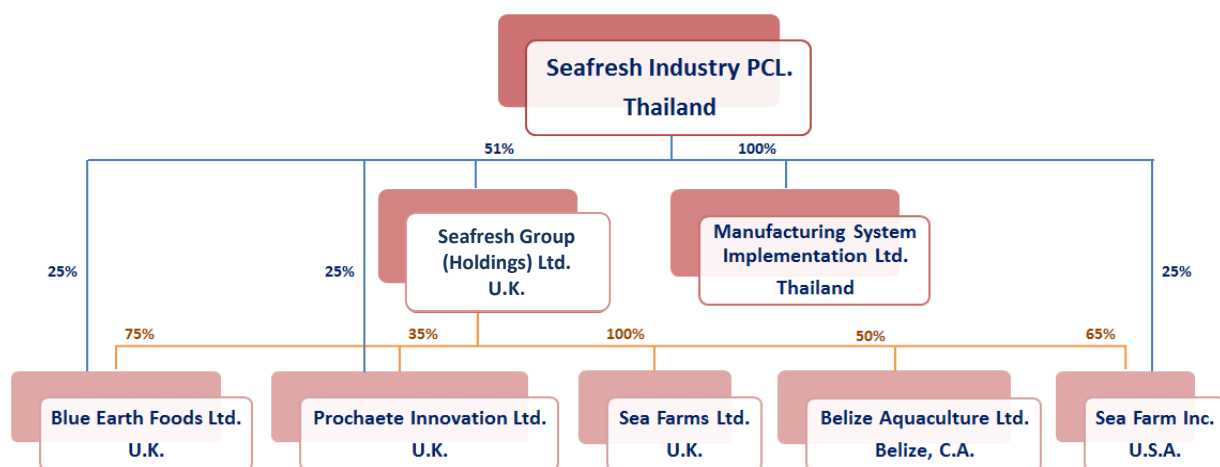 Seafresh Industry PCL.
Thailand
51%
100%
Seafresh Group
(Holdings) Ltd.
U.K.
Manufacturing System
Implementation Ltd.
Thailand
25%
25%
25%
75%
35%
100%
50%
65%
Blue Earth Foods Ltd.
U.K.
Prochaete Innovation Ltd.
U.K.
Sea Farms Ltd.
U.K.
Belize Aquaculture Ltd.
Belize, C.A.
Sea Farm Inc.
U.S.A.